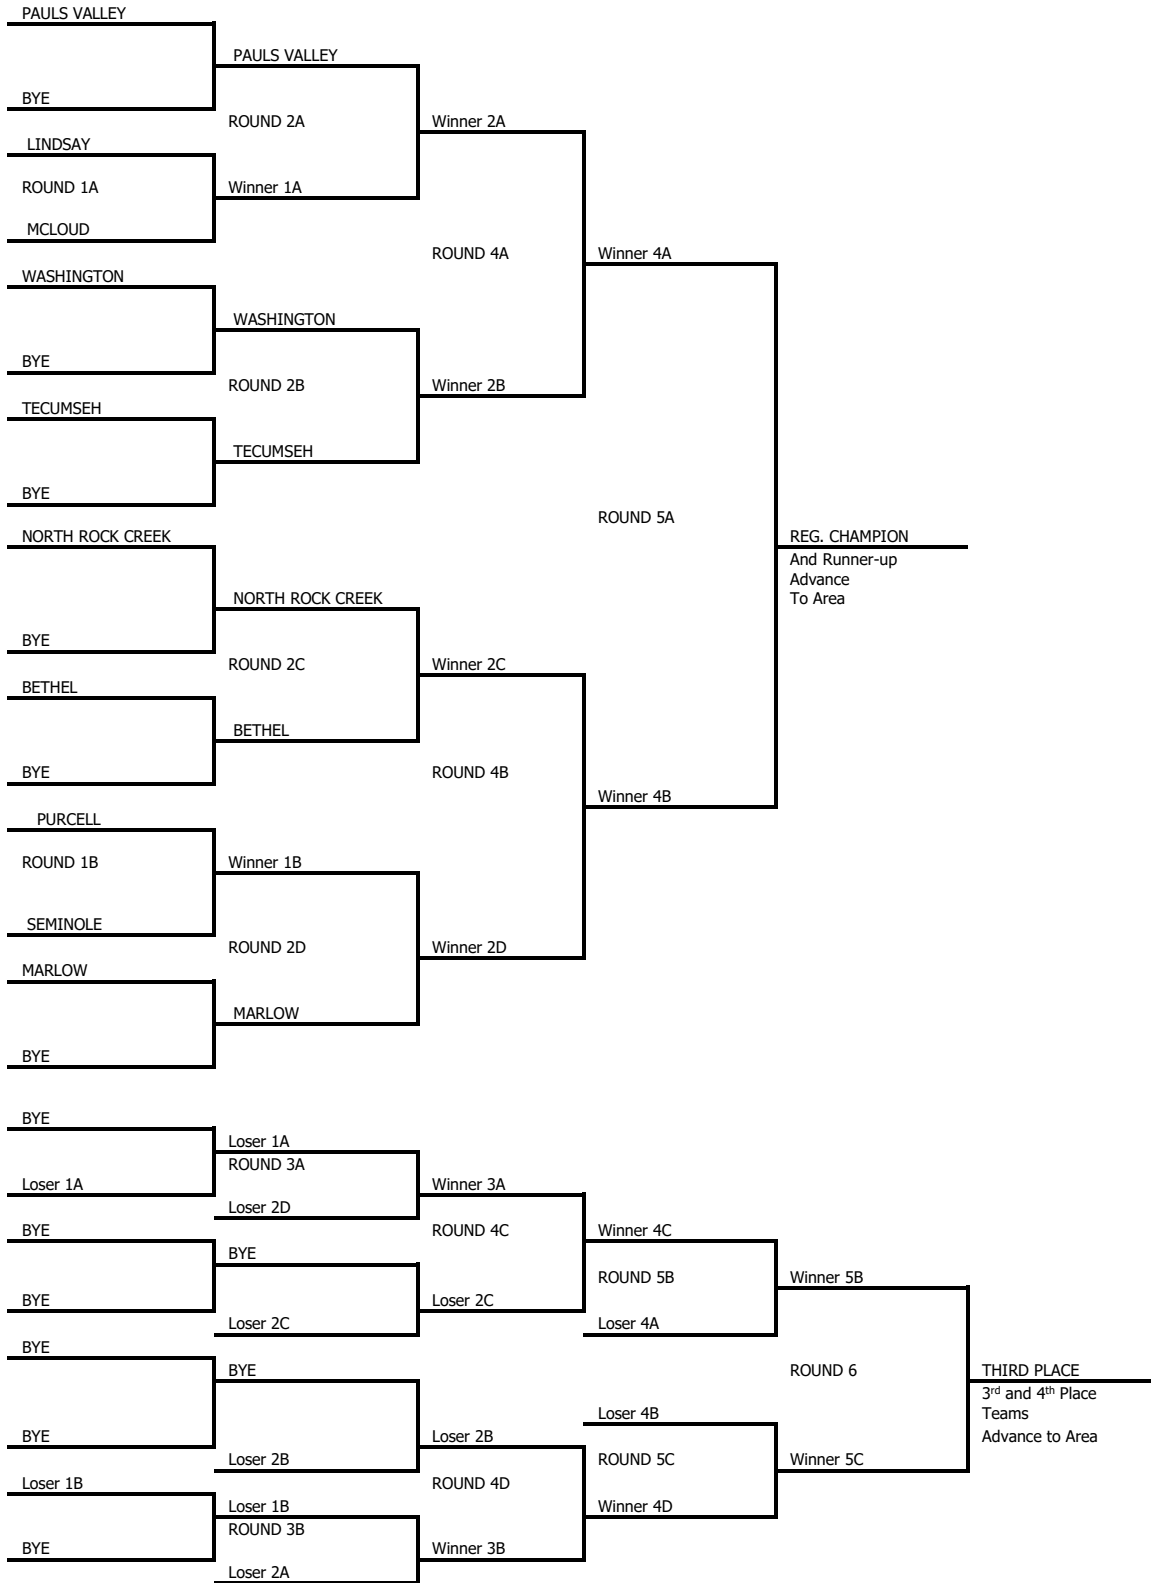 PAULS VALLEY
PAULS VALLEY
BYE
ROUND 2A
Winner 2A
LINDSAY
ROUND 1A
Winner 1A
MCLOUD
ROUND 4A
Winner 4A
WASHINGTON
WASHINGTON
BYE
ROUND 2B
Winner 2B
TECUMSEH
TECUMSEH
BYE
ROUND 5A
NORTH ROCK CREEK
REG. CHAMPION
And Runner-up
Advance
To Area
NORTH ROCK CREEK
BYE
ROUND 2C
Winner 2C
BETHEL
BETHEL
BYE
ROUND 4B
Winner 4B
PURCELL
ROUND 1B
Winner 1B
SEMINOLE
ROUND 2D
Winner 2D
MARLOW
MARLOW
BYE
BYE
Loser 1A
ROUND 3A
Loser 1A
Winner 3A
Loser 2D
BYE
ROUND 4C
Winner 4C
BYE
ROUND 5B
Winner 5B
BYE
Loser 2C
Loser 2C
Loser 4A
BYE
BYE
ROUND 6
THIRD PLACE
3rd and 4th Place
Teams
Advance to Area
Loser 4B
BYE
Loser 2B
Loser 2B
ROUND 5C
Winner 5C
Loser 1B
ROUND 4D
Loser 1B
Winner 4D
ROUND 3B
BYE
Winner 3B
Loser 2A